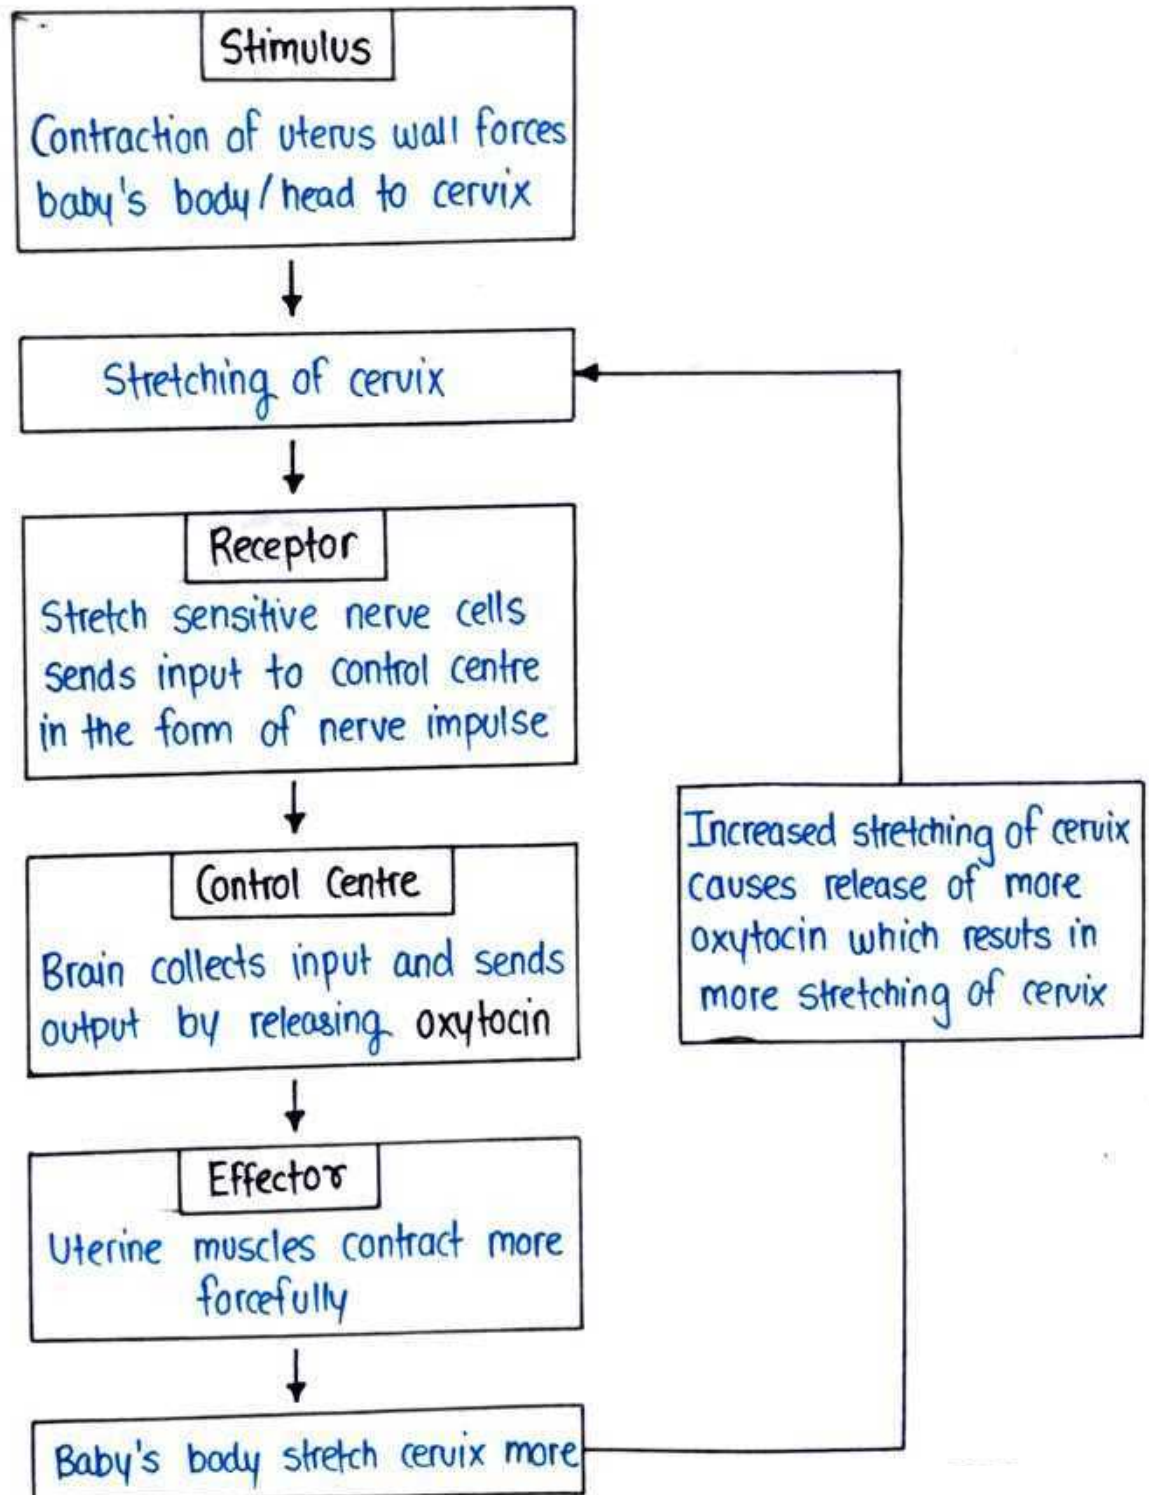 Stimulus
Contraction of uterus wall forces
baby's body/head to cervix
Stretching of cervix
Receptor
Stretch sensitive nerve cells
sends input to control centre
in the form of nerve impulse
Control Centre
Brain collects input and sends
output by releasing oxytocin
Effector
Uterine muscles contract more
forcefully
Baby's body stretch cervix more
Increased stretching of cervix
causes release of more
oxytocin which resuts in
more stretching of cervix